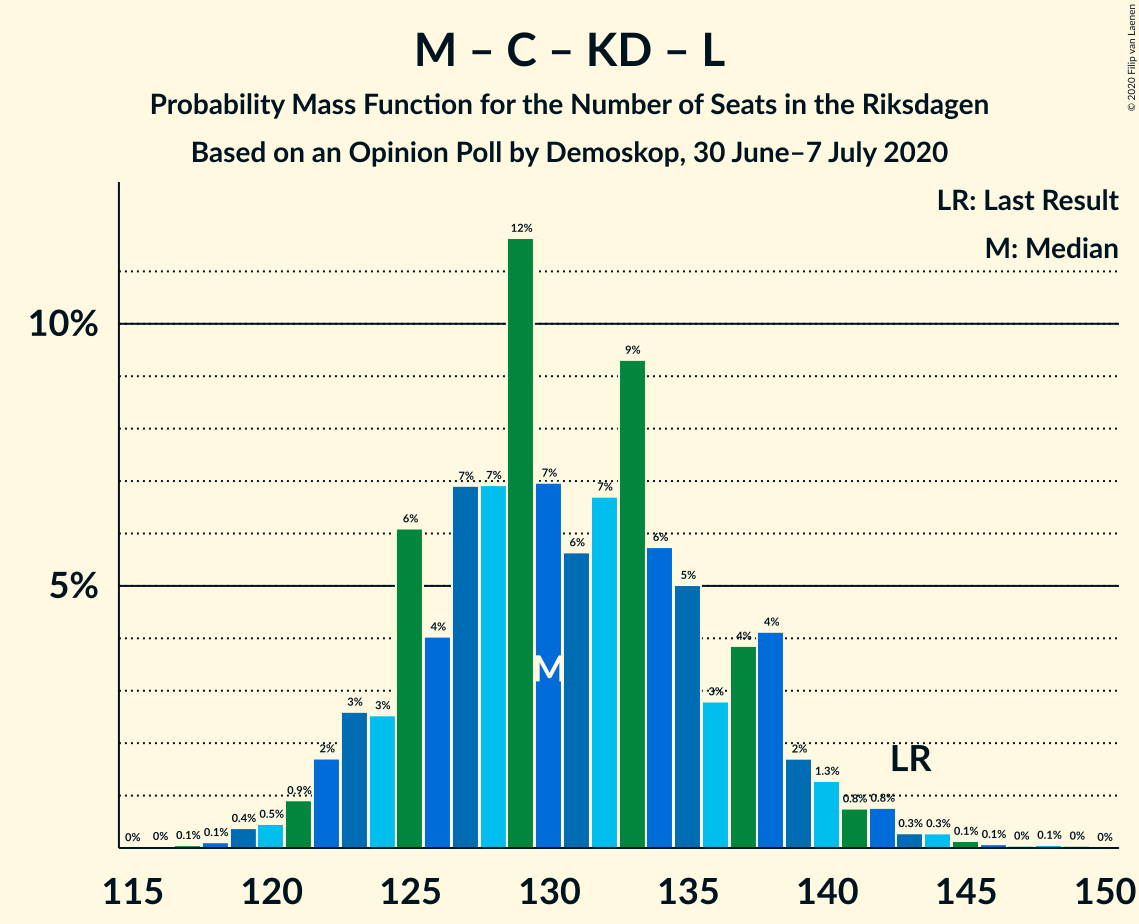 M – C – KD – L
Probability Mass Function for the Number of Seats in the Riksdagen
Based on an Opinion Poll by Demoskop, 30 June–7 July 2020
© 2020 Filip van Laenen
LR: Last Result
M: Median
10%
5%
0% 0% 0.1% 0.1% 0.4% 0.5% 0.9% 2% 3% 3% 6% 4% 7% 7% 12% 7% 6% 7% 9% 6% 5% 3% 4% 4% 2% 1.3% 0.8% 0.8% 0.3% 0.3% 0.1% 0.1% 0% 0.1% 0% 0%
M
LR
115 120 125 130 135 140 145 150